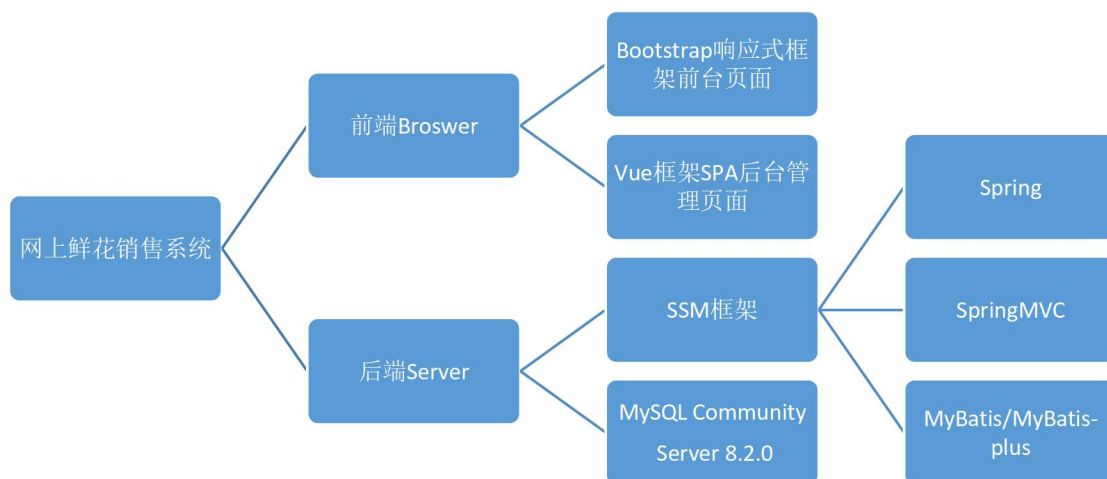 网上鲜花销售系统
前端Broswer
后端Server
Bootstrap响应式框
架前台页面
Vue框架SPA后台管
理页面
SSM框架
MySQL Community
Server 8.2.0
Spring
SpringMVC
MyBatis/MyBatis-
plus